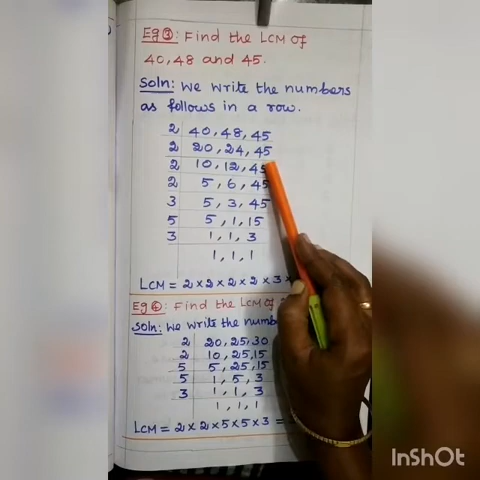 Eg ③: Find the LCM of
40, 48 and 45.
Soln: We write the numbers
as follows in a row.
2 40, 48, 45
2 20, 24, 45
2 10, 12, 45
2 5, 6, 45
3 5, 3, 45
5 5, 1, 15
3 1, 1, 3
1, 1, 1
LCM = 2 × 2 × 2 × 2 × 3 ×
Eg ④: Find the LCM of
Soln: We write the
2 20, 25, 30
2 10, 25, 15
5 5, 25, 15
5 1, 5, 3
3 1, 1, 3
1, 1, 1
LCM = 2 × 2 × 5 × 5 × 3 =
InShOt